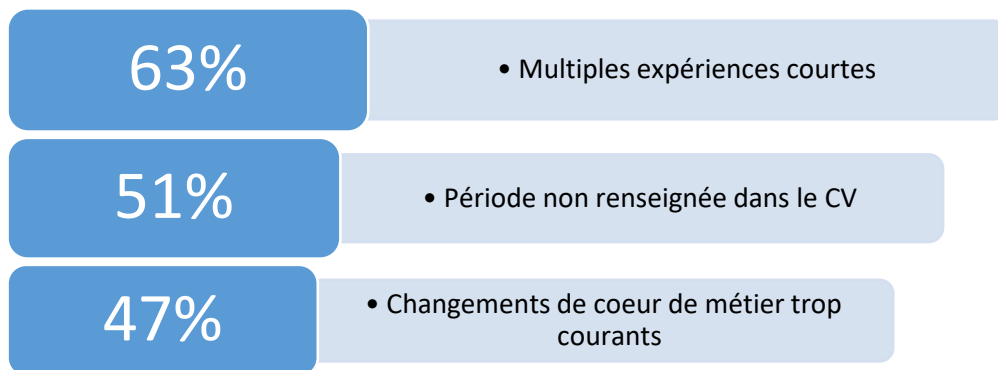 63%
• Multiples expériences courtes
51%
• Période non renseignée dans le CV
47%
• Changements de coeur de métier trop
courants